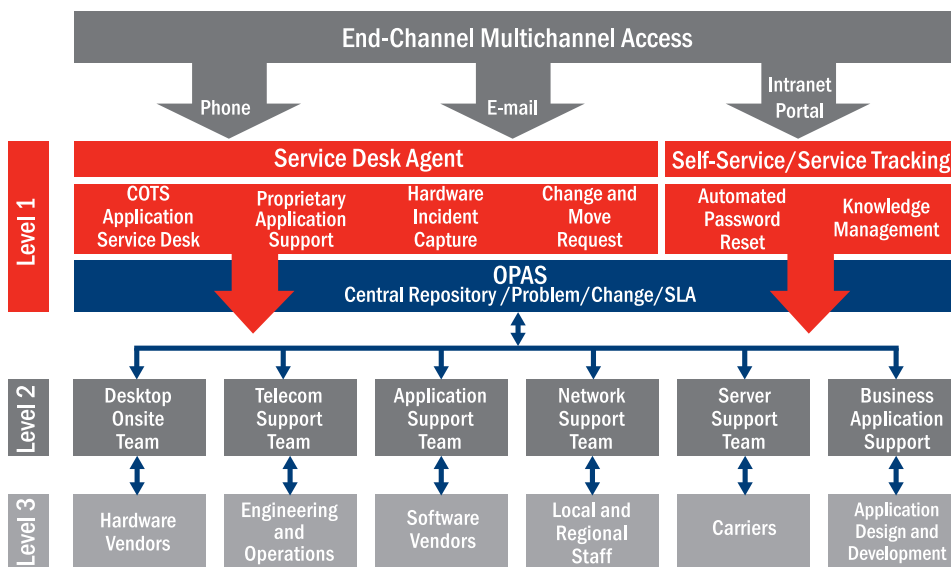 End-Channel Multichannel Access
Phone
E-mail
Intranet
Portal
Level 1
Service Desk Agent
Self-Service/Service Tracking
COTS
Application
Service Desk
Proprietary
Application
Support
Hardware
Incident
Capture
Change and
Move
Request
Automated
Password
Reset
Knowledge
Management
OPAS
Central Repository /Problem/Change/SLA
Level 2
Desktop
Onsite
Team
Telecom
Support
Team
Application
Support
Team
Network
Support
Team
Server
Support
Team
Business
Application
Support
Level 3
Hardware
Vendors
Engineering
and
Operations
Software
Vendors
Local and
Regional
Staff
Carriers
Application
Design and
Development